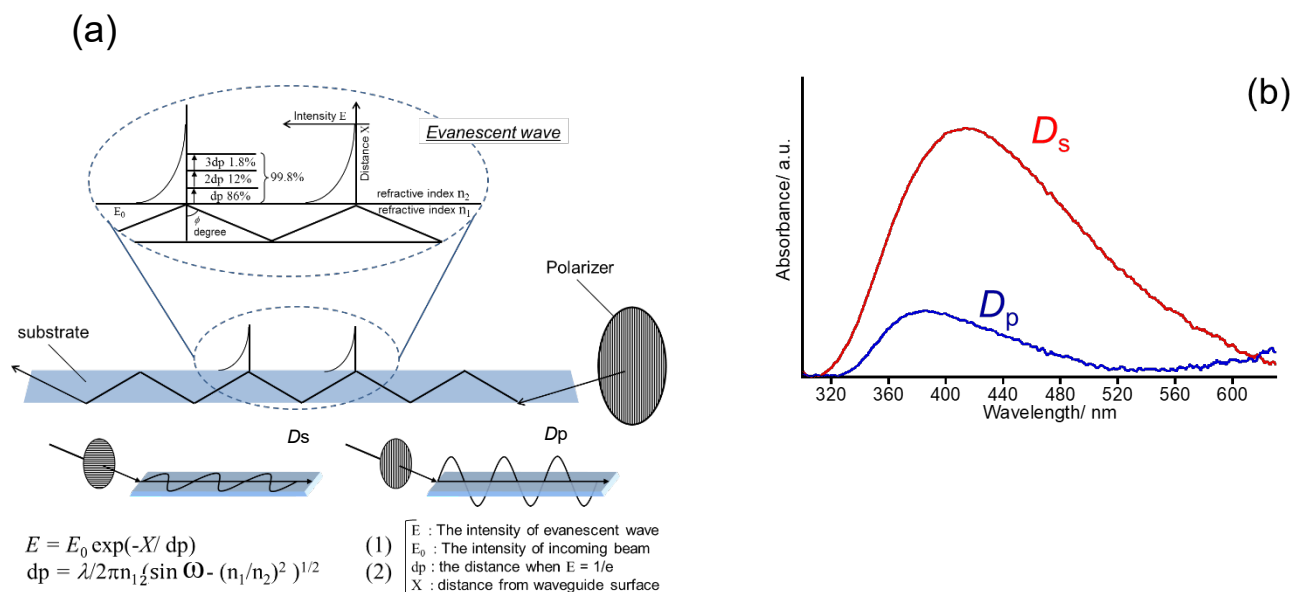 (a)
Intensity E
Distance X
Evanescent wave
3dp 1.8%
2dp 12%
dp 86%
99.8%
refractive index n₂
refractive index n₁
E₀
ϕ
degree
Polarizer
substrate
Ds
Dp
E = E₀ exp(-X/ dp) (1)
dp = λ/2πn₁ (sin ω - (n₁/n₂)² )^1/2 (2)
E : The intensity of evanescent wave
E₀ : The intensity of incoming beam
dp : the distance when E = 1/e
X : distance from waveguide surface
(b)
Absorbance/ a.u.
Dₛ
Dₚ
320 360 400 440 480 520 560 600
Wavelength/ nm